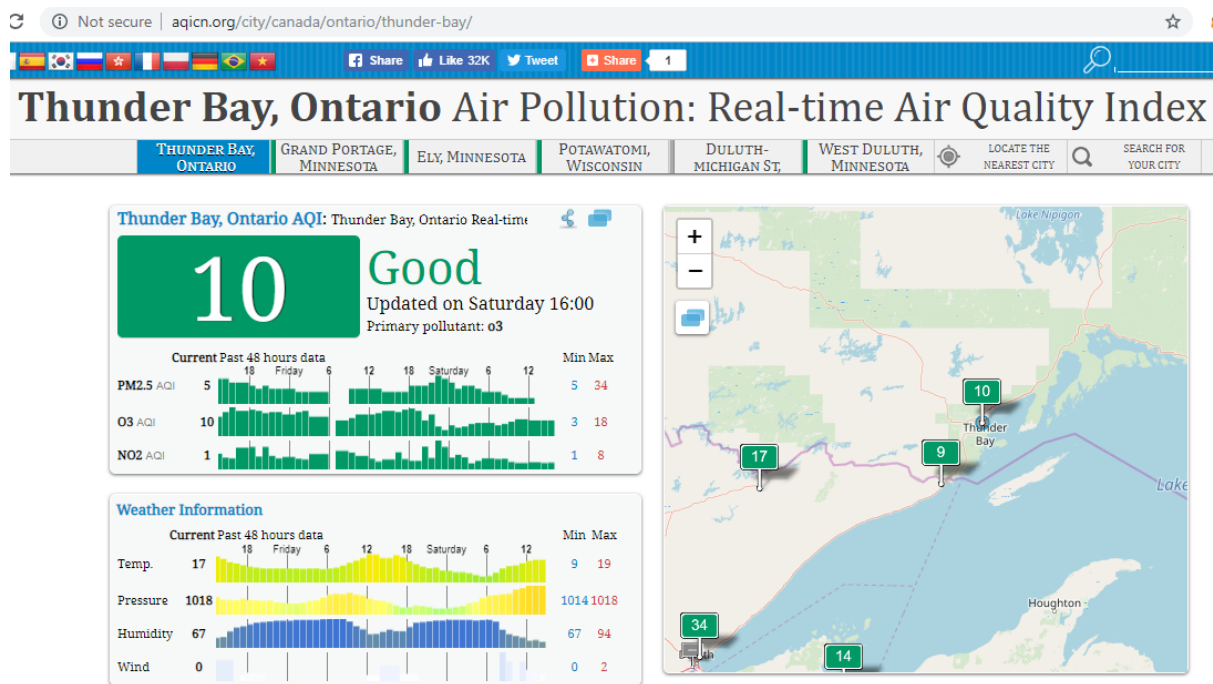 Not secure | aqicn.org/city/canada/ontario/thunder-bay/
Share Like 32K Tweet Share 1
Thunder Bay, Ontario Air Pollution: Real-time Air Quality Index
THUNDER BAY, ONTARIO
GRAND PORTAGE, MINNESOTA
ELY, MINNESOTA
POTAWATOMI, WISCONSIN
DULUTH-MICHIGAN ST,
WEST DULUTH, MINNESOTA
LOCATE THE NEAREST CITY
SEARCH FOR YOUR CITY
Thunder Bay, Ontario AQI: Thunder Bay, Ontario Real-time
10
Good
Updated on Saturday 16:00
Primary pollutant: o3
Current Past 48 hours data Min Max
18 Friday 6 12 18 Saturday 6 12
PM2.5 AQI 5 5 34
O3 AQI 10 3 18
NO2 AQI 1 1 8
Weather Information
Current Past 48 hours data Min Max
18 Friday 6 12 18 Saturday 6 12
Temp. 17 9 19
Pressure 1018 1014 1018
Humidity 67 67 94
Wind 0 0 2
+
−
Lake Nipigon
10
Thunder
Bay
17
9
Lake
Houghton
34
14